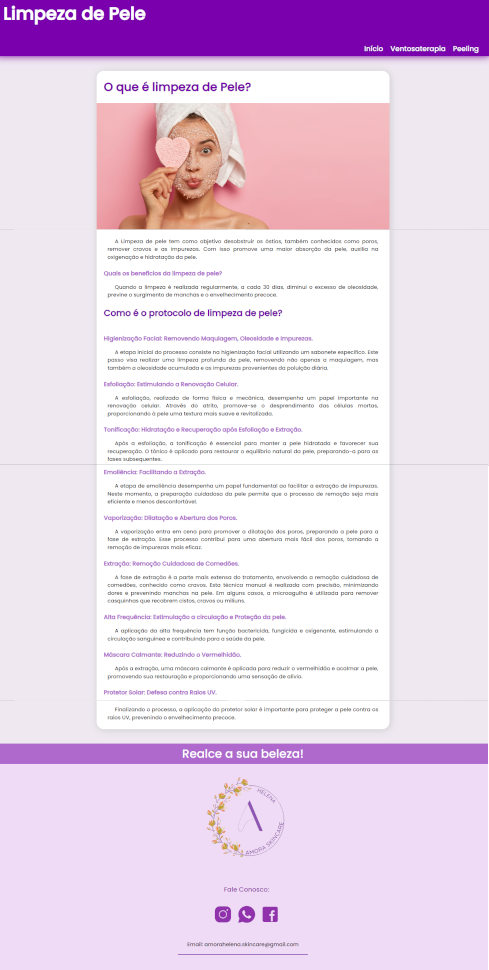 Limpeza de Pele
Início Ventosaterapia Peeling
O que é limpeza de Pele?
A Limpeza de pele tem como objetivo desobstruir os óstios, também conhecidos como poros,
remover cravos e as impurezas. Com isso promove uma maior absorção da pele, auxilia na
oxigenação e hidratação da pele.
Quais os benefícios da limpeza de pele?
Quando a limpeza é realizada regularmente, a cada 30 dias, diminui o excesso de oleosidade,
previne o surgimento de manchas e o envelhecimento precoce.
Como é o protocolo de limpeza de pele?
Higienização Facial: Removendo Maquiagem, Oleosidade e Impurezas.
A etapa inicial do processo consiste na higienização facial utilizando um sabonete específico. Este
passo visa realizar uma limpeza profunda da pele, removendo não apenas a maquiagem, mas
também a oleosidade acumulada e as impurezas provenientes da poluição diária.
Esfoliação: Estimulando a Renovação Celular.
A esfoliação, realizada de forma física e mecânica, desempenha um papel importante na
renovação celular. Através do atrito, promove-se o desprendimento das células mortas,
proporcionando à pele uma textura mais suave e revitalizada.
Tonificação: Hidratação e Recuperação após Esfoliação e Extração.
Após a esfoliação, a tonificação é essencial para manter a pele hidratada e favorecer sua
recuperação. O tônico é aplicado para restaurar o equilíbrio natural da pele, preparando-a para as
fases subsequentes.
Emoliência: Facilitando a Extração.
A etapa de emoliência desempenha um papel fundamental ao facilitar a extração de impurezas.
Neste momento, a preparação cuidadosa da pele permite que o processo de remoção seja mais
eficiente e menos desconfortável.
Vaporização: Dilatação e Abertura dos Poros.
A vaporização entra em cena para promover a dilatação dos poros, preparando a pele para a
fase de extração. Esse processo contribui para uma abertura mais fácil dos poros, tornando a
remoção de impurezas mais eficaz.
Extração: Remoção Cuidadosa de Comedões.
A fase de extração é a parte mais extensa do tratamento, envolvendo a remoção cuidadosa de
comedões, conhecido como cravos. Esta técnica manual é realizada com precisão, minimizando
dores e prevenindo manchas na pele. Em alguns casos, a microagulha é utilizada para remover
casquinhas que recobrem cistos, cravos ou miliuns.
Alta Frequência: Estimulação a circulação e Proteção da pele.
A aplicação da alta frequência tem função bactericida, fungicida e oxigenante, estimulando a
circulação sanguínea e contribuindo para a saúde da pele.
Máscara Calmante: Reduzindo o Vermelhidão.
Após a extração, uma máscara calmante é aplicada para reduzir o vermelhidão e acalmar a pele,
promovendo sua restauração e proporcionando uma sensação de alívio.
Protetor Solar: Defesa contra Raios UV.
Finalizando o processo, a aplicação do protetor solar é importante para proteger a pele contra os
raios UV, prevenindo o envelhecimento precoce.
Realce a sua beleza!
HELENA
A
AMORA SKINCARE
Fale Conosco:
Email: amorahelena.skincare@gmail.com